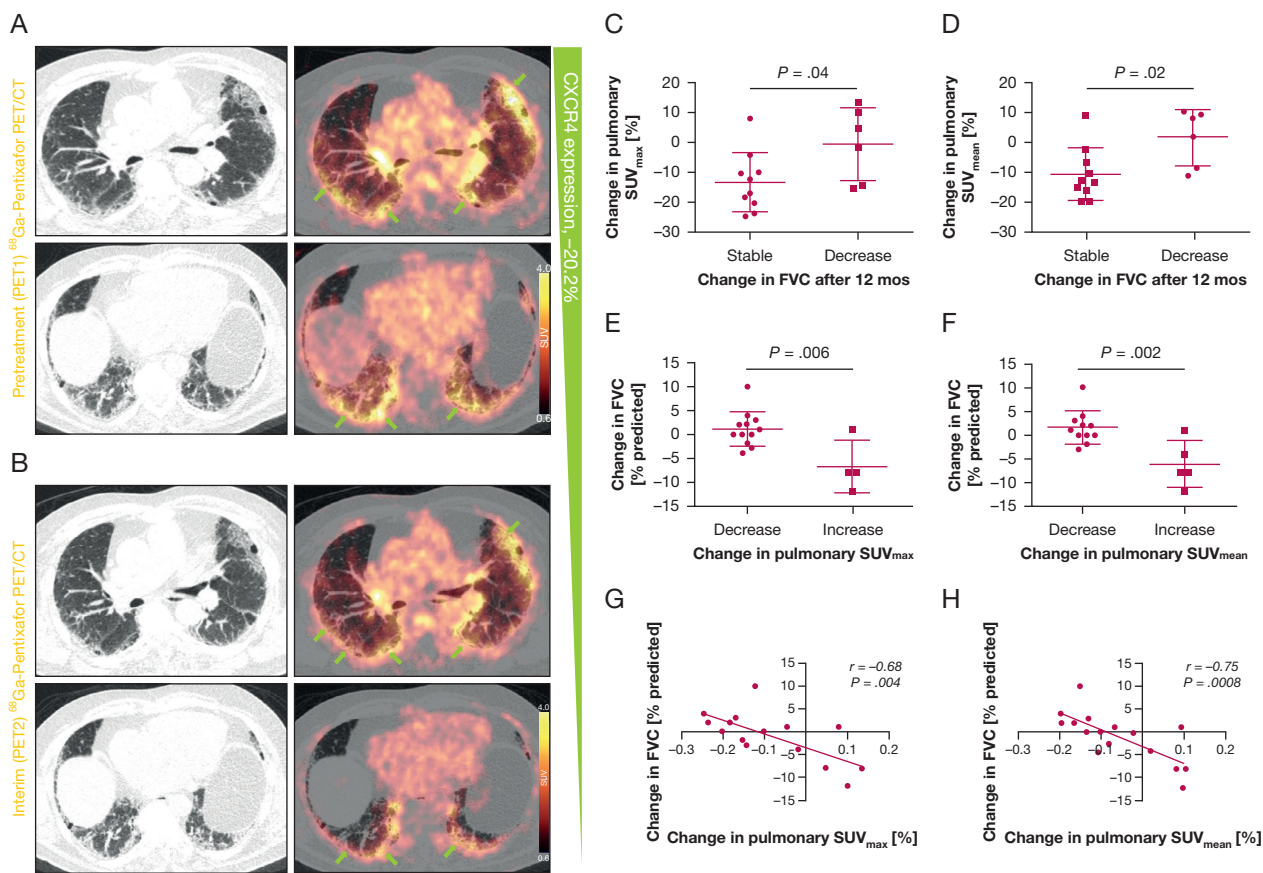 A
Pretreatment (PET1) ⁶⁸Ga-Pentixafor PET/CT
4.0
SUV
0.6
CXCR4 expression, –20.2%
B
Interim (PET2) ⁶⁸Ga-Pentixafor PET/CT
4.0
SUV
0.6
C
Change in pulmonary
SUVmax [%]
P = .04
20
10
0
–10
–20
–30
Stable
Decrease
Change in FVC after 12 mos
D
Change in pulmonary
SUVmean [%]
P = .02
20
10
0
–10
–20
–30
Stable
Decrease
Change in FVC after 12 mos
E
Change in FVC
[% predicted]
P = .006
15
10
5
0
–5
–10
–15
Decrease
Increase
Change in pulmonary SUVmax
F
Change in FVC
[% predicted]
P = .002
15
10
5
0
–5
–10
–15
Decrease
Increase
Change in pulmonary SUVmean
G
Change in FVC [% predicted]
r = –0.68
P = .004
15
10
5
–0.3
–0.2
–0.1
0.1
0.2
–5
–10
–15
Change in pulmonary SUVmax [%]
H
Change in FVC [% predicted]
r = –0.75
P = .0008
15
10
5
–0.3
–0.2
–0.1
0.1
0.2
–5
–10
–15
Change in pulmonary SUVmean [%]